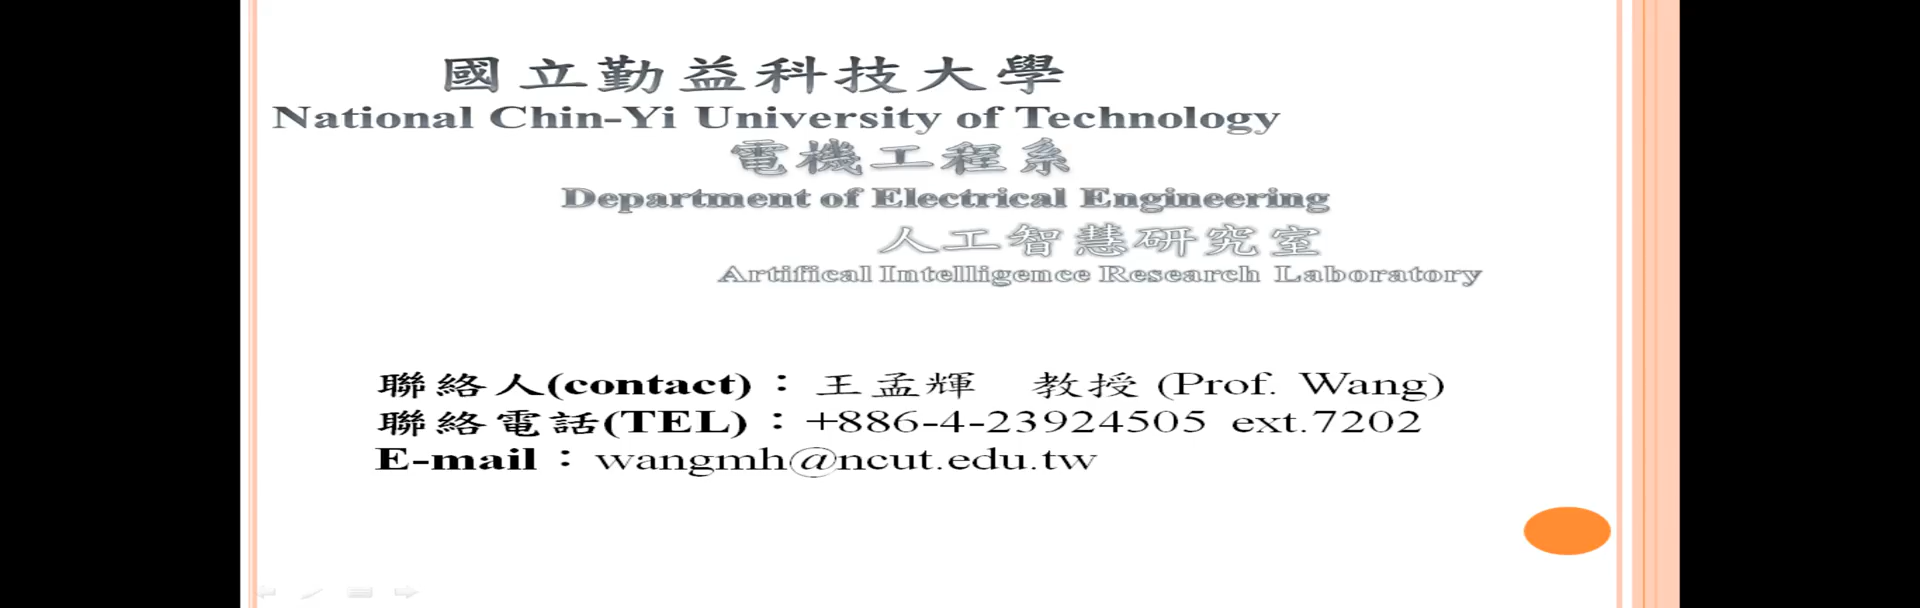 國立勤益科技大學
National Chin-Yi University of Technology
電機工程系
Department of Electrical Engineering
人工智慧研究室
Artifical Intelligence Research Laboratory
聯絡人(contact)：王孟輝 教授 (Prof. Wang)
聯絡電話(TEL)：+886-4-23924505 ext.7202
E-mail：wangmh@ncut.edu.tw